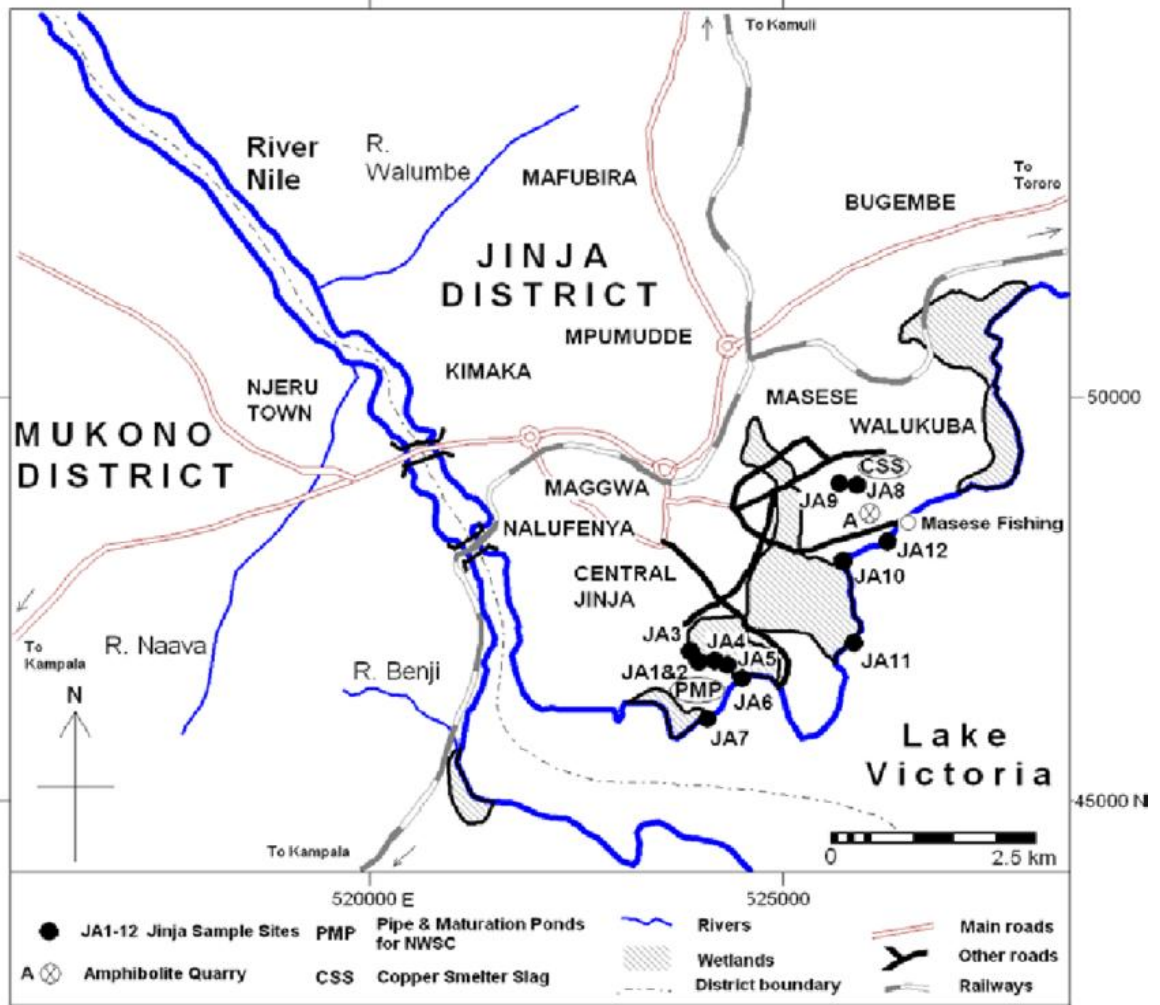 To Kamuli
River
Nile
R.
Walumbe
MAFUBIRA
To
Tororo
BUGEMBE
JINJA
DISTRICT
MPUMUDDE
KIMAKA
NJERU
TOWN
MASESE
50000
WALUKUBA
MUKONO
DISTRICT
CSS
MAGGWA
JA9
JA8
A
NALUFENYA
Masese Fishing
JA12
JA10
CENTRAL
JINJA
To
Kampala
R. Naava
JA3
JA4
JA11
R. Benji
JA1&2
JA5
PMP
JA6
N
JA7
Lake
Victoria
45000 N
To Kampala
0
2.5 km
520000 E
525000
JA1-12 Jinja Sample Sites
PMP
Pipe & Maturation Ponds
for NWSC
Rivers
Main roads
A
Amphibolite Quarry
CSS
Copper Smelter Slag
Wetlands
Other roads
District boundary
Railways